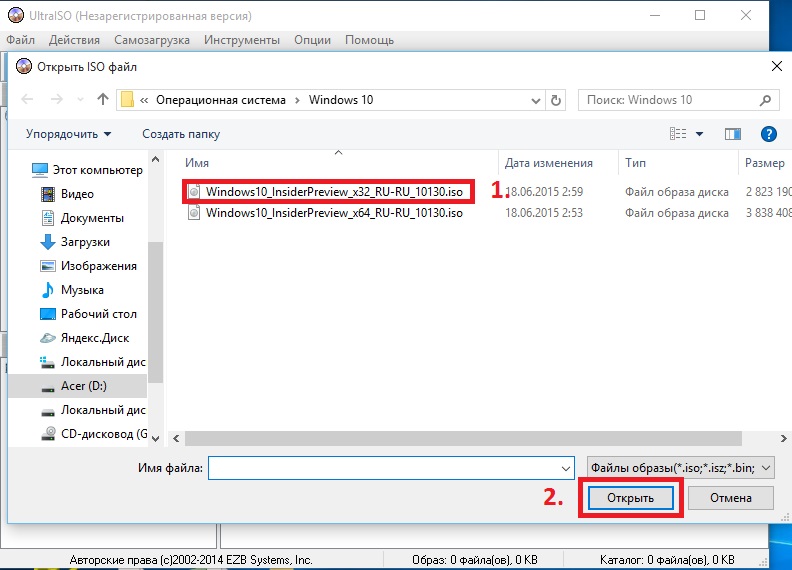 UltraISO (Незарегистрированная версия)
Файл Действия Самозагрузка Инструменты Опции Помощь
Открыть ISO файл
« Операционная система › Windows 10
Поиск: Windows 10
Упорядочить Создать папку
Имя Дата изменения Тип Размер
Этот компьютер
Видео
Документы
Загрузки
Изображения
Музыка
Рабочий стол
Яндекс.Диск
Локальный дис
Acer (D:)
Локальный дис
CD-дисковод (G
Windows10_InsiderPreview_x32_RU-RU_10130.iso 1. 18.06.2015 2:59 Файл образа диска 2 823 190
Windows10_InsiderPreview_x64_RU-RU_10130.iso 18.06.2015 2:53 Файл образа диска 3 838 408
Имя файла: Файлы образы(*.iso;*.isz;*.bin;
2. Открыть Отмена
Авторские права (c)2002-2014 EZB Systems, Inc. Образ: 0 файла(ов), 0 KB Каталог: 0 файла(ов), 0 KB